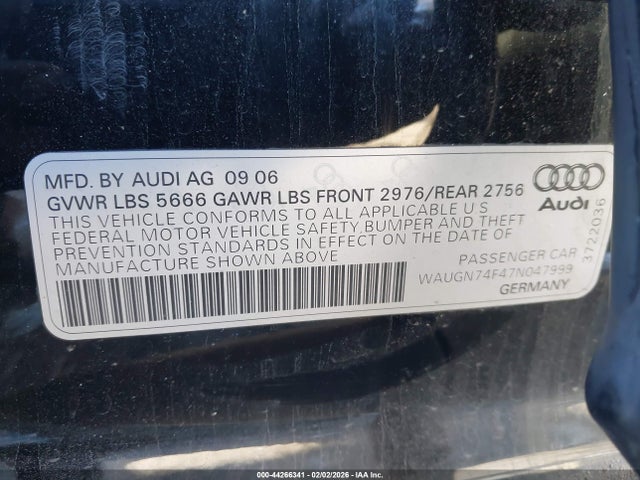 MFD. BY AUDI AG 09 06
GVWR LBS 5666 GAWR LBS FRONT 2976/REAR 2756
THIS VEHICLE CONFORMS TO ALL APPLICABLE U S
FEDERAL MOTOR VEHICLE SAFETY,BUMPER AND THEFT
PREVENTION STANDARDS IN EFFECT ON THE DATE OF
MANUFACTURE SHOWN ABOVE
Audi
3722036
PASSENGER CAR
WAUGN74F47N047999
GERMANY
000-44266341 - 02/02/2026 - IAA Inc.